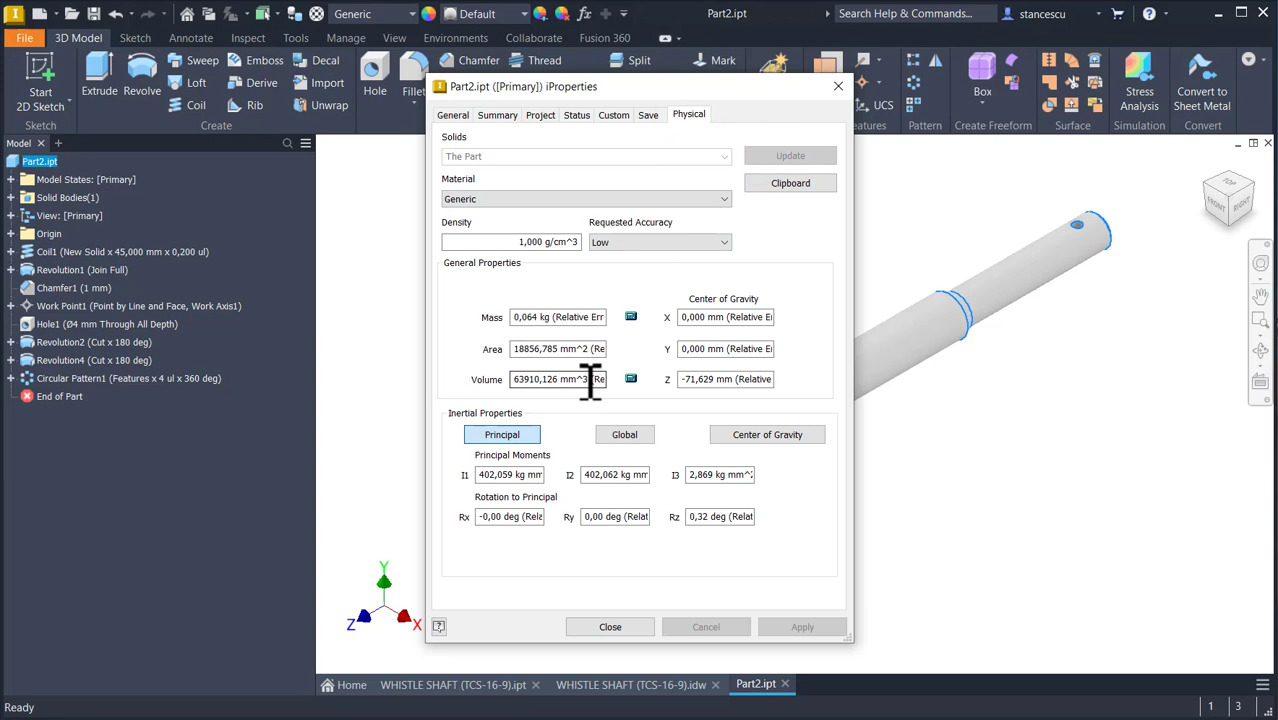 Generic
Default
Part2.ipt
Search Help & Commands...
stancescu
File
3D Model
Sketch
Annotate
Inspect
Tools
Manage
View
Environments
Collaborate
Fusion 360
Start
2D Sketch
Extrude
Revolve
Sweep
Emboss
Decal
Loft
Derive
Import
Coil
Rib
Unwrap
Hole
Fillet
Chamfer
Thread
Split
Mark
UCS
Box
Stress
Analysis
Convert to
Sheet Metal
Sketch
Create
Pattern
Create Freeform
Surface
Simulation
Convert
Model
Part2.ipt
Model States: [Primary]
Solid Bodies(1)
View: [Primary]
Origin
Coil1 (New Solid x 45,000 mm x 0,200 ul)
Revolution1 (Join Full)
Chamfer1 (1 mm)
Work Point1 (Point by Line and Face, Work Axis1)
Hole1 (Ø4 mm Through All Depth)
Revolution2 (Cut x 180 deg)
Revolution4 (Cut x 180 deg)
Circular Pattern1 (Features x 4 ul x 360 deg)
End of Part
Part2.ipt ([Primary]) iProperties
General
Summary
Project
Status
Custom
Save
Physical
Solids
The Part
Update
Material
Clipboard
Generic
Density
Requested Accuracy
1,000 g/cm^3
Low
General Properties
Center of Gravity
Mass
0,064 kg (Relative Err
X
0,000 mm (Relative Er
Area
18856,785 mm^2 (Re
Y
0,000 mm (Relative Er
Volume
63910,126 mm^3 (Re
Z
-71,629 mm (Relative
Inertial Properties
Principal
Global
Center of Gravity
Principal Moments
I1
402,059 kg mm
I2
402,062 kg mm
I3
2,869 kg mm^2
Rotation to Principal
Rx
-0,00 deg (Rela
Ry
0,00 deg (Relat
Rz
0,32 deg (Relat
Close
Cancel
Apply
TOP
FRONT
RIGHT
Y
Z
X
Home
WHISTLE SHAFT (TCS-16-9).ipt
WHISTLE SHAFT (TCS-16-9).idw
Part2.ipt
Ready
1
3